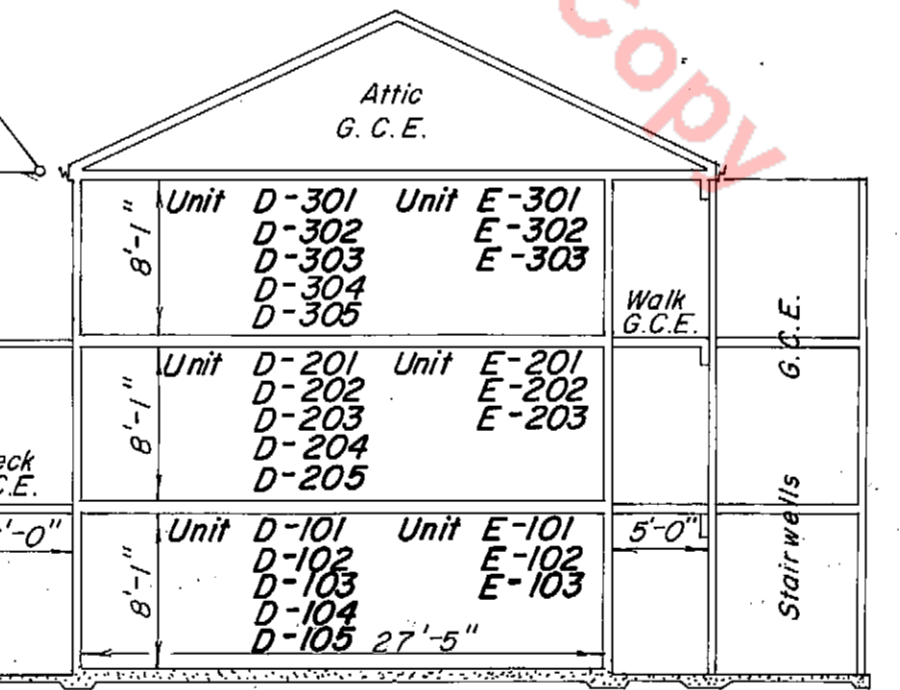 Copy
Attic
G.C.E.
8'-1"
Unit D-301 Unit E-301
D-302 E-302
D-303 E-303
D-304
D-305
Walk
G.C.E.
8'-1"
Unit D-201 Unit E-201
D-202 E-202
D-203 E-203
D-204
D-205
Stairwells G.C.E.
8'-1"
Unit D-101 Unit E-101
D-102 E-102
D-103 E-103
D-104
D-105 27'-5"
5'-0"